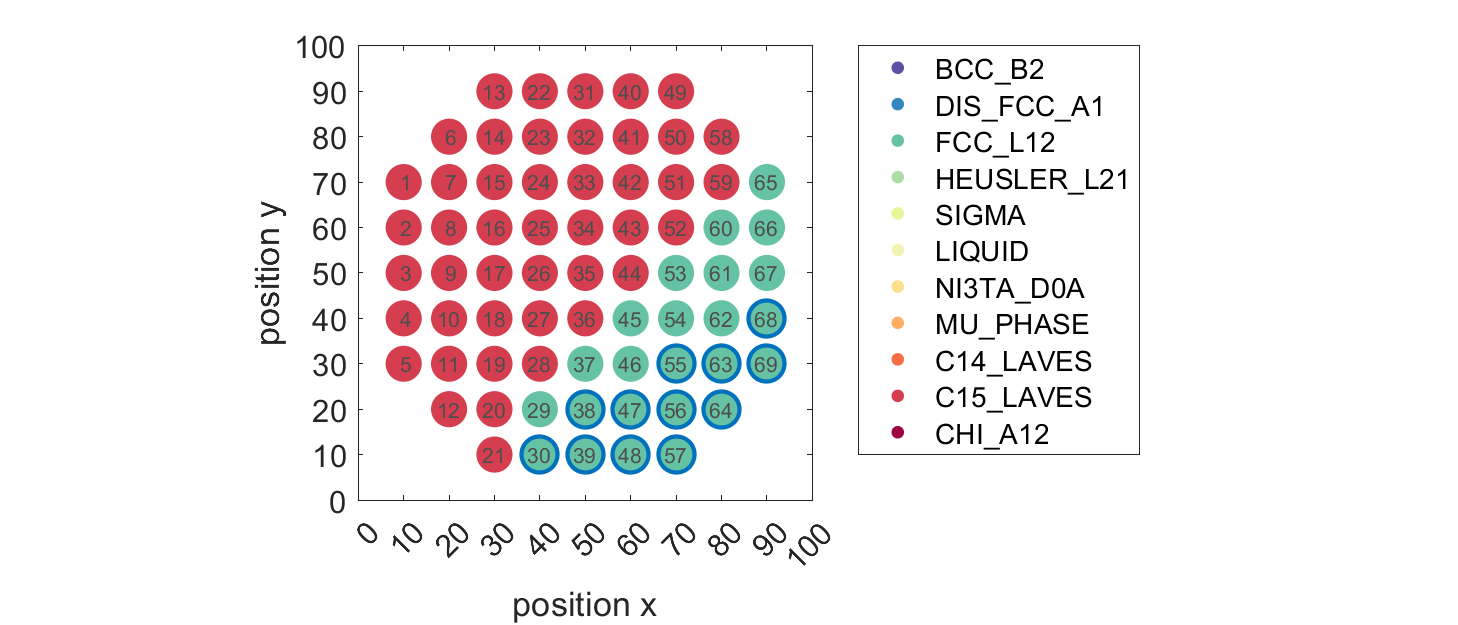 100
90 13 22 31 40 49
80 6 14 23 32 41 50 58
70 1 7 15 24 33 42 51 59 65
60 2 8 16 25 34 43 52 60 66
50 3 9 17 26 35 44 53 61 67
40 4 10 18 27 36 45 54 62 68
30 5 11 19 28 37 46 55 63 69
20 12 20 29 38 47 56 64
10 21 30 39 48 57
0
0 10 20 30 40 50 60 70 80 90 100
position x
position y
BCC_B2
DIS_FCC_A1
FCC_L12
HEUSLER_L21
SIGMA
LIQUID
NI3TA_D0A
MU_PHASE
C14_LAVES
C15_LAVES
CHI_A12